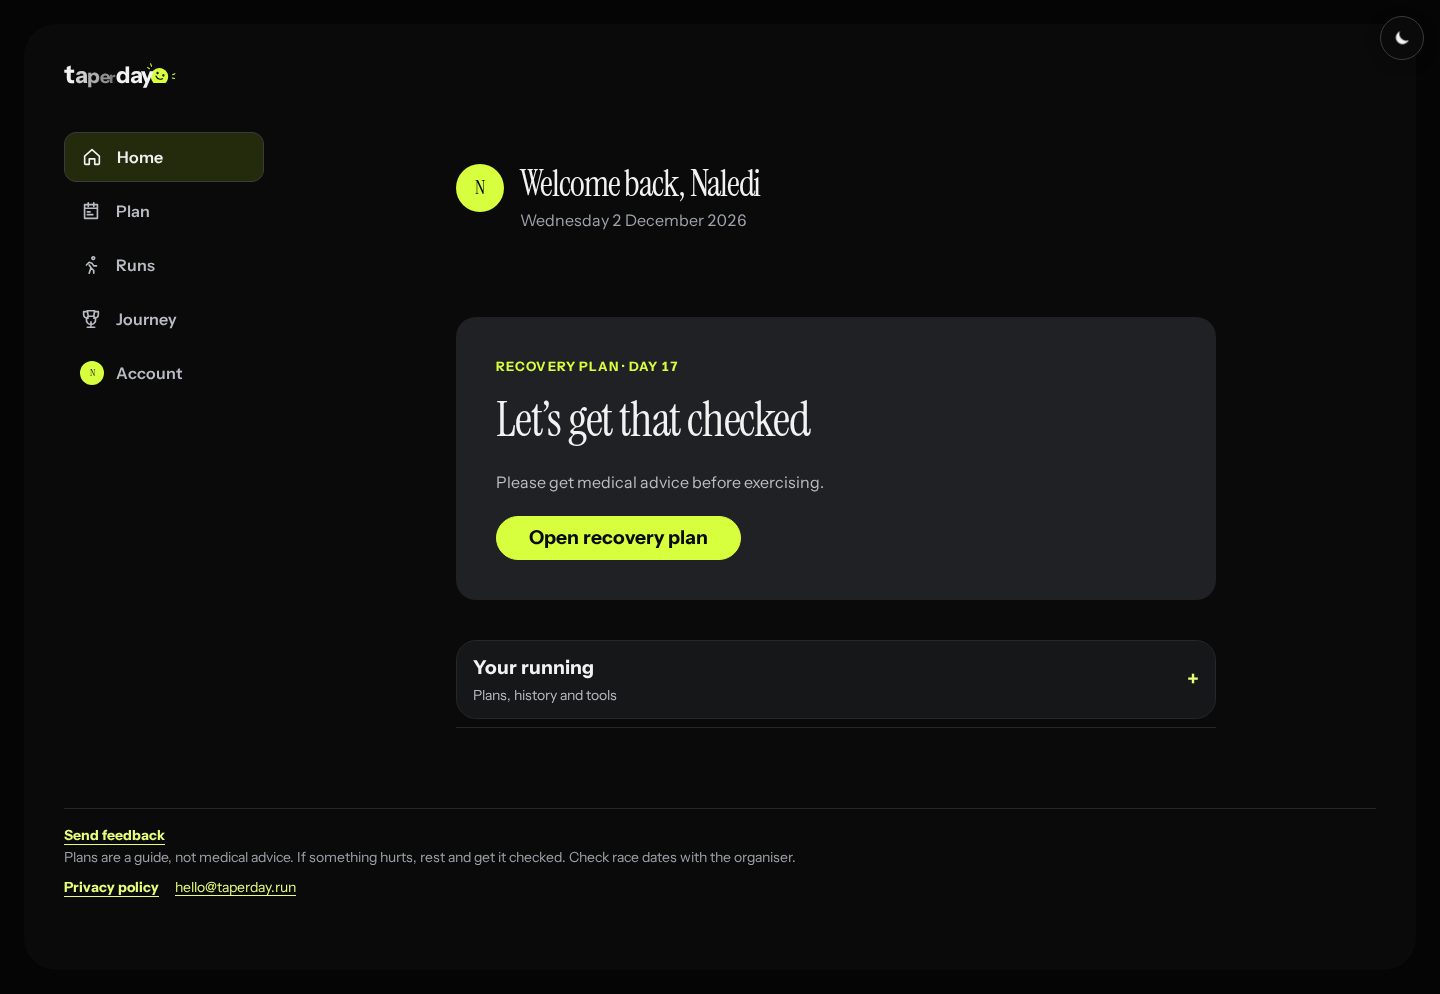 taperday
Home
Plan
Runs
Journey
N Account
N
Welcome back, Naledi
Wednesday 2 December 2026
RECOVERY PLAN · DAY 17
Let’s get that checked
Please get medical advice before exercising.
Open recovery plan
Your running
Plans, history and tools
+
Send feedback
Plans are a guide, not medical advice. If something hurts, rest and get it checked. Check race dates with the organiser.
Privacy policy hello@taperday.run